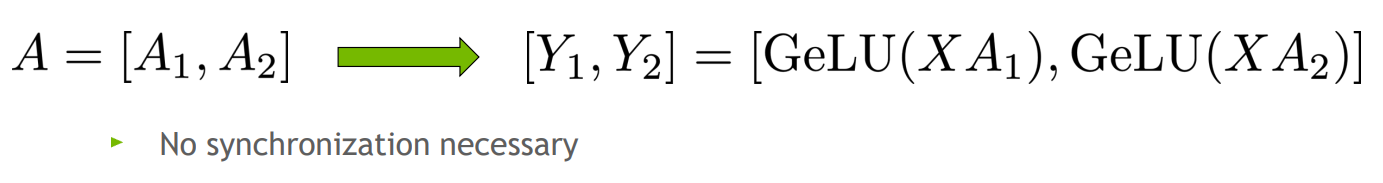 A = [A₁, A₂] [Y₁, Y₂] = [GeLU(XA₁), GeLU(XA₂)]
No synchronization necessary